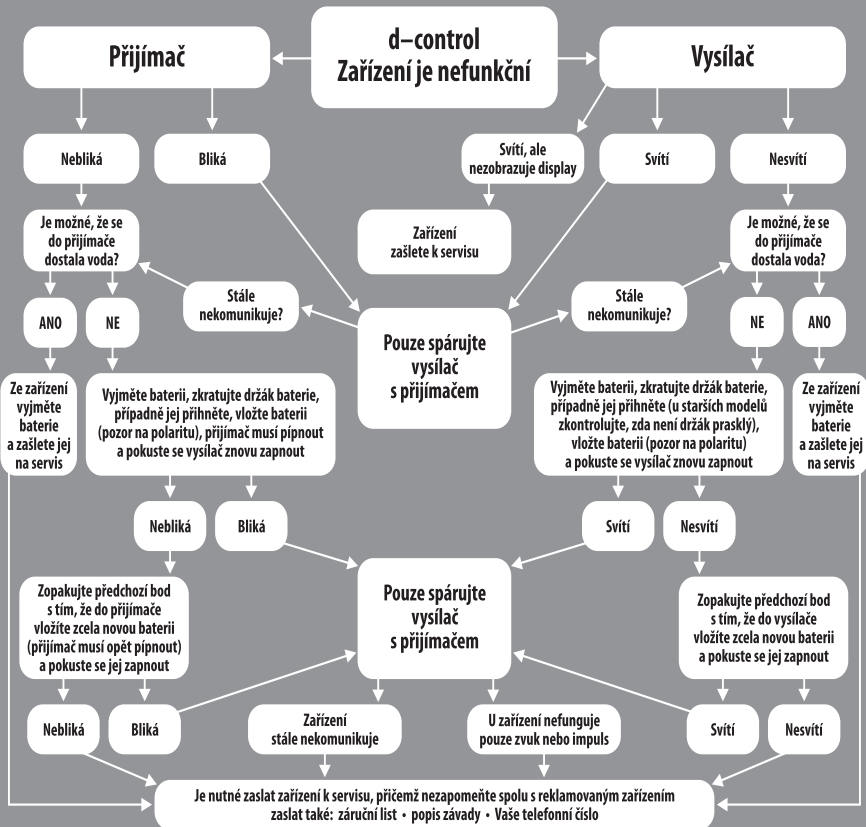 d–control
Zařízení je nefunkční
Přijímač
Vysílač
Nebliká
Bliká
Svítí, ale
nezobrazuje display
Svítí
Nesvítí
Je možné, že se
do přijímače
dostala voda?
Zařízení
zašlete k servisu
Je možné, že se
do přijímače
dostala voda?
Stále
nekomunikuje?
Stále
nekomunikuje?
ANO
NE
Pouze spárujte
vysílač
s přijímačem
NE
ANO
Ze zařízení
vyjměte
baterie
a zašlete jej
na servis
Vyjměte baterii, zkratujte držák baterie,
případně jej přihněte, vložte baterii
(pozor na polaritu), přijímač musí pípnout
a pokuste se vysílač znovu zapnout
Vyjměte baterii, zkratujte držák baterie,
případně jej přihněte (u starších modelů
zkontrolujte, zda není držák prasklý),
vložte baterii (pozor na polaritu)
a pokuste se vysílač znovu zapnout
Ze zařízení
vyjměte
baterie
a zašlete jej
na servis
Nebliká
Bliká
Svítí
Nesvítí
Zopakujte předchozí bod
s tím, že do přijímače
vložíte zcela novou baterii
(přijímač musí opět pípnout)
a pokuste se jej zapnout
Pouze spárujte
vysílač
s přijímačem
Zopakujte předchozí bod
s tím, že do vysílače
vložíte zcela novou baterii
a pokuste se jej zapnout
Nebliká
Bliká
Zařízení
stále nekomunikuje
U zařízení nefunguje
pouze zvuk nebo impuls
Svítí
Nesvítí
Je nutné zaslat zařízení k servisu, přičemž nezapomeňte spolu s reklamovaným zařízením
zaslat také: záruční list • popis závady • Vaše telefonní číslo